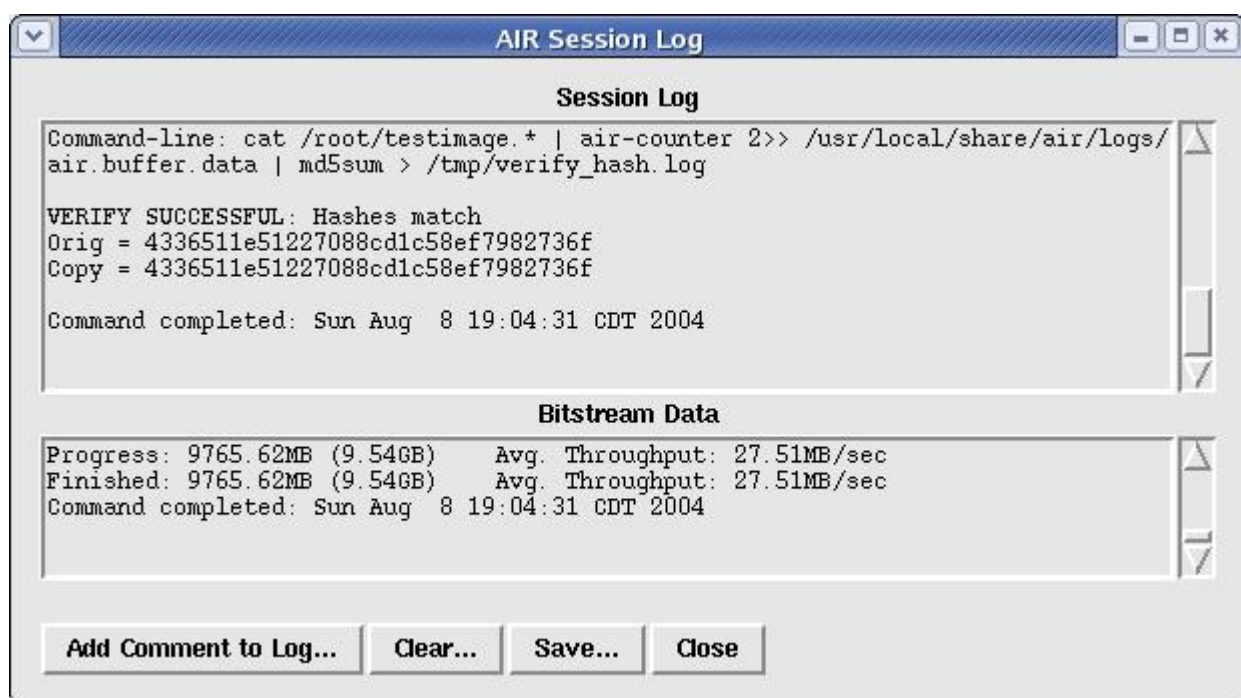 AIR Session Log
Session Log
Command-line: cat /root/testimage.* | air-counter 2>> /usr/local/share/air/logs/
air.buffer.data | md5sum > /tmp/verify_hash.log
VERIFY SUCCESSFUL: Hashes match
Orig = 4336511e51227088cd1c58ef7982736f
Copy = 4336511e51227088cd1c58ef7982736f
Command completed: Sun Aug  8 19:04:31 CDT 2004
Bitstream Data
Progress: 9765.62MB (9.54GB)    Avg. Throughput: 27.51MB/sec
Finished: 9765.62MB (9.54GB)    Avg. Throughput: 27.51MB/sec
Command completed: Sun Aug  8 19:04:31 CDT 2004
Add Comment to Log... Clear... Save... Close